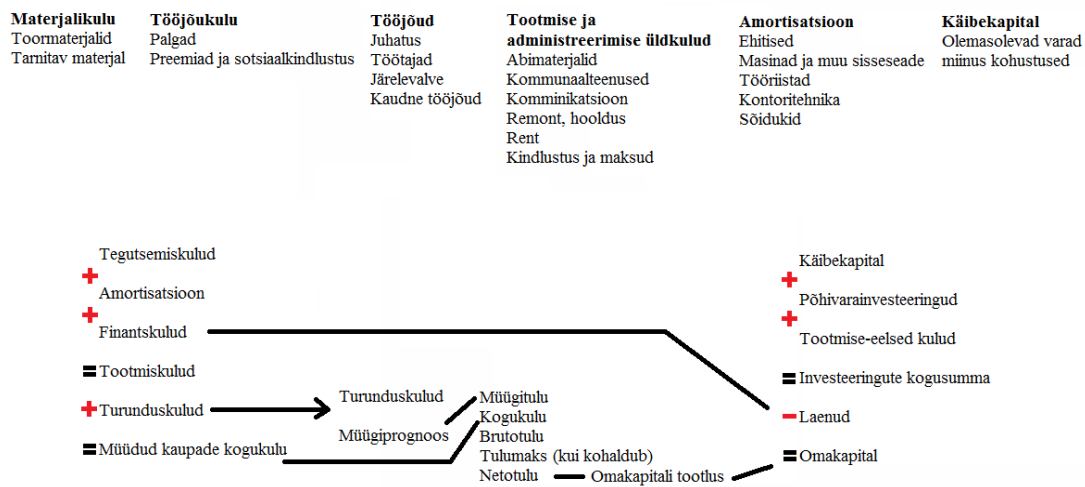 Materjalikulu
Toormaterjalid
Tarnitav materjal
Tööjõukulu
Palgad
Preemiad ja sotsiaalkindlustus
Tööjõud
Juhatus
Töötajad
Järelevalve
Kaudne tööjõud
Tootmise ja
administreerimise üldkulud
Abimaterjalid
Kommunaalteenused
Komminikatsioon
Remont, hooldus
Rent
Kindlustus ja maksud
Amortisatsioon
Ehitised
Masinad ja muu sisseseade
Tööriistad
Kontoritehnika
Sõidukid
Käibekapital
Olemasolevad varad
miinus kohustused
Tegutsemiskulud
+
Amortisatsioon
+
Finantskulud
= Tootmiskulud
+ Turunduskulud
= Müüdud kaupade kogukulu
Turunduskulud
Müügiprognoos
Müügitulu
Kogukulu
Brutotulu
Tulumaks (kui kohaldub)
Netotulu
Omakapitali tootlus
Käibekapital
+
Põhivarainvesteeringud
+
Tootmise-eelsed kulud
= Investeeringute kogusumma
− Laenud
= Omakapital